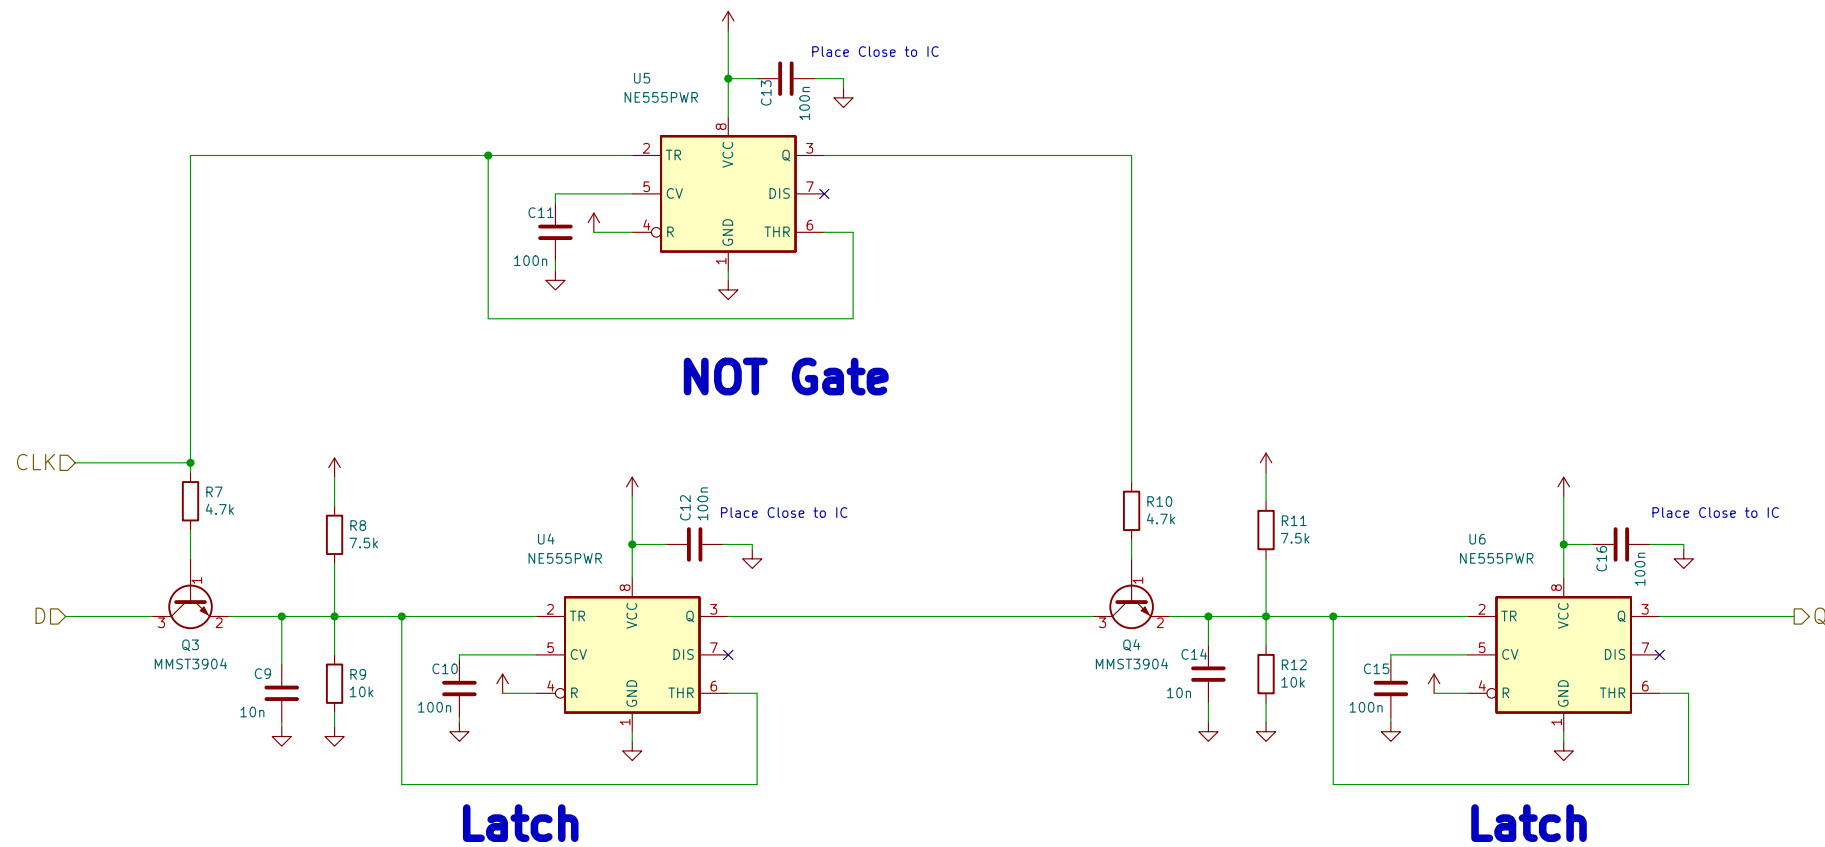 Place Close to IC
U5
NE555PWR
C13
100n
8
2
TR
VCC
Q
3
5
CV
DIS
7
C11
4
R
GND
THR
6
100n
1
NOT Gate
CLK
R7
4.7k
R8
7.5k
C12
100n
Place Close to IC
U4
NE555PWR
R10
4.7k
R11
7.5k
Place Close to IC
U6
NE555PWR
C16
100n
1
8
1
8
D
3
2
2
TR
VCC
Q
3
3
2
2
TR
VCC
Q
3
Q
Q3
MMST3904
5
CV
DIS
7
Q4
MMST3904
C14
5
CV
DIS
7
C9
R9
10k
C10
4
R
GND
THR
6
R12
10k
C15
4
R
GND
THR
6
10n
100n
1
10n
100n
1
Latch
Latch